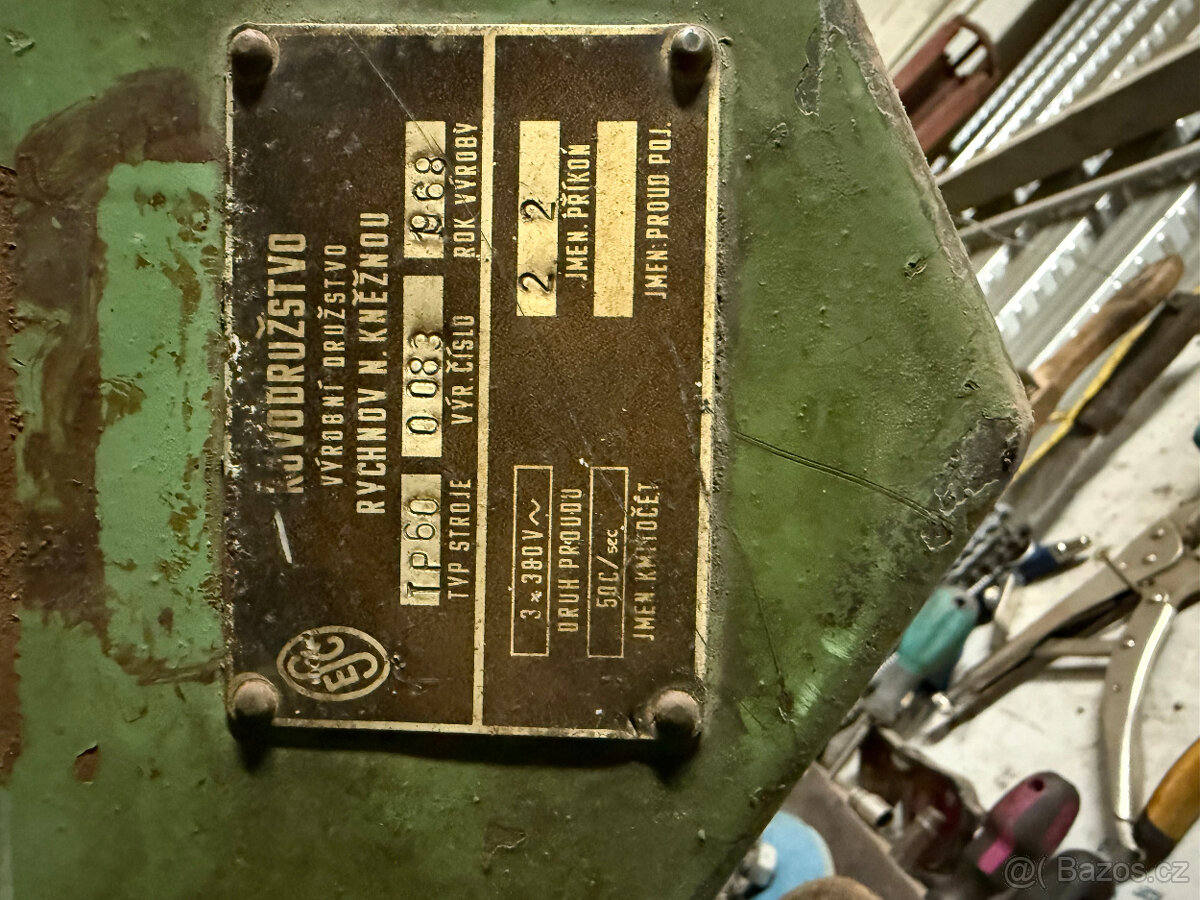 KOVODRUŽSTVO
VÝROBNÍ DRUŽSTVO
RYCHNOV N. KNĚŽNOU
TP60 0083 1968
TYP STROJE VÝR. ČÍSLO ROK VÝROBY
3 x 380V~ 2 2
DRUH PROUDU JMEN. PŘÍKON
50C/sec
JMEN KMITOČET JMEN. PROUD POJ.
ESČ
@( Bazos.cz